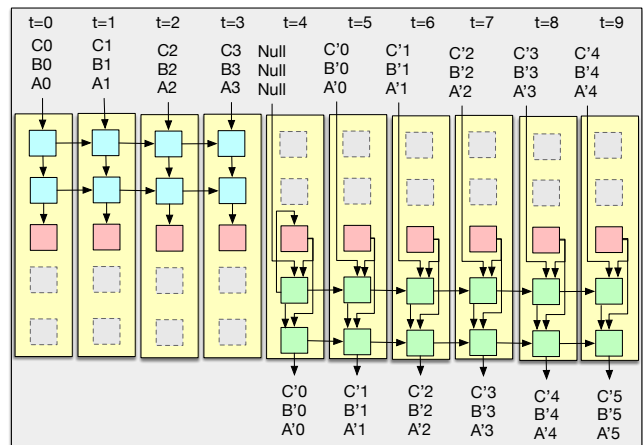 t=0 t=1 t=2 t=3 t=4 t=5 t=6 t=7 t=8 t=9
C0 C1 C2 C3 Null C'0 C'1 C'2 C'3 C'4
B0 B1 B2 B3 Null B'0 B'1 B'2 B'3 B'4
A0 A1 A2 A3 Null A'0 A'1 A'2 A'3 A'4
C'0 C'1 C'2 C'3 C'4 C'5
B'0 B'1 B'2 B'3 B'4 B'5
A'0 A'1 A'2 A'3 A'4 A'5